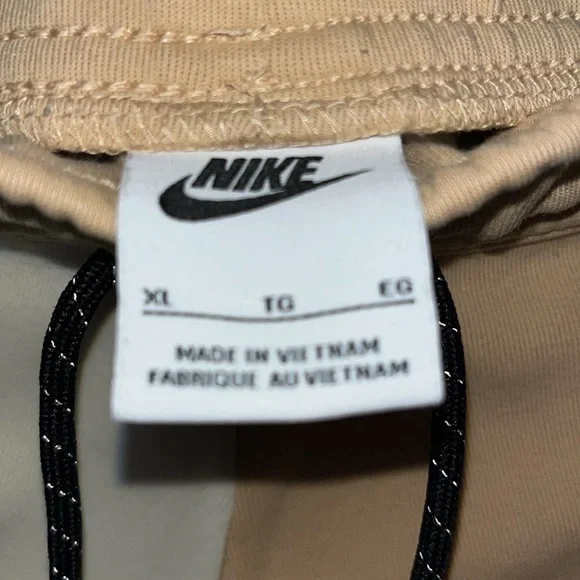 NIKE
XL TG EG
MADE IN VIETNAM
FABRIQUE AU VIETNAM